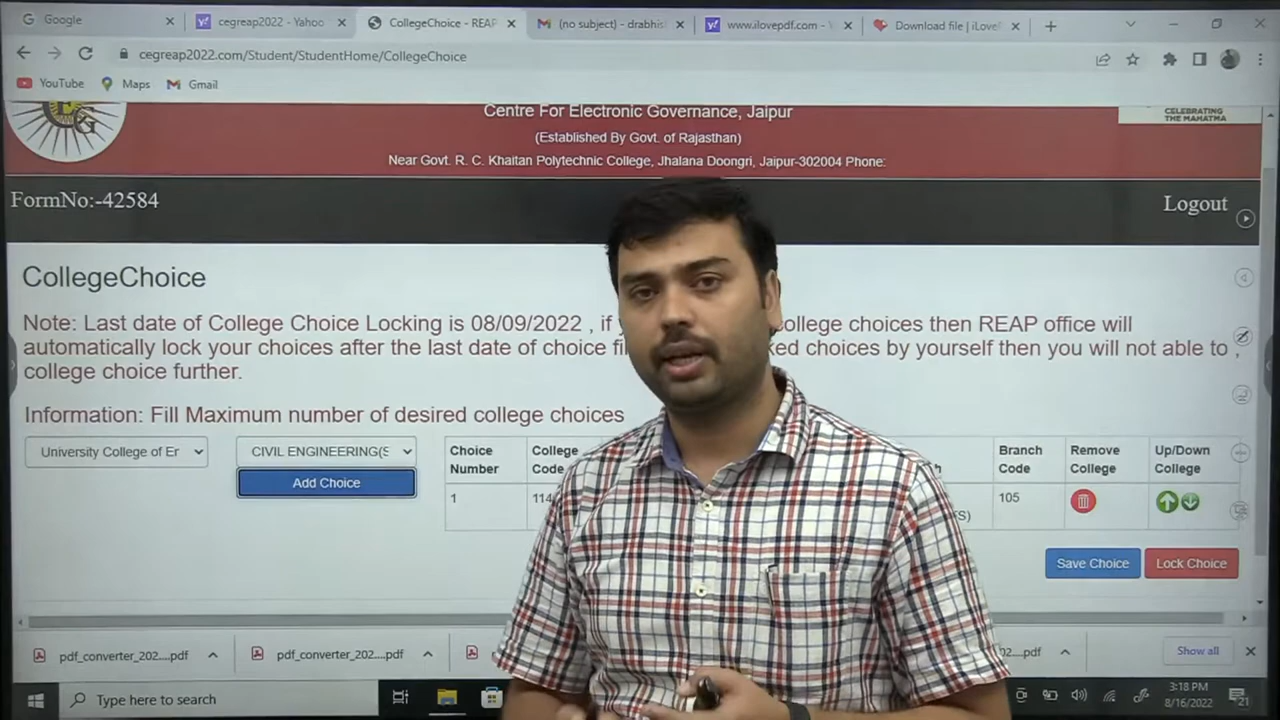 Google
cegreap2022 - Yahoo
CollegeChoice - REAP
(no subject) - drabhis
www.ilovepdf.com -
Download file | iLovePDF
cegreap2022.com/Student/StudentHome/CollegeChoice
YouTube
Maps
Gmail
CELEBRATING
THE MAHATMA
Centre For Electronic Governance, Jaipur
(Established By Govt. of Rajasthan)
Near Govt. R. C. Khaitan Polytechnic College, Jhalana Doongri, Jaipur-302004 Phone:
FormNo:-42584
Logout
CollegeChoice
Note: Last date of College Choice Locking is 08/09/2022 , if college choices then REAP office will
automatically lock your choices after the last date of choice choices by yourself then you will not able to ,
college choice further.
Information: Fill Maximum number of desired college choices
University College of Er
CIVIL ENGINEERING(S
Add Choice
Choice Number
College Code
Branch Code
Remove College
Up/Down College
1
114
(S)
105
Save Choice
Lock Choice
pdf_converter_202....pdf
pdf_converter_202....pdf
02....pdf
Show all
Type here to search
3:18 PM
8/16/2022
21